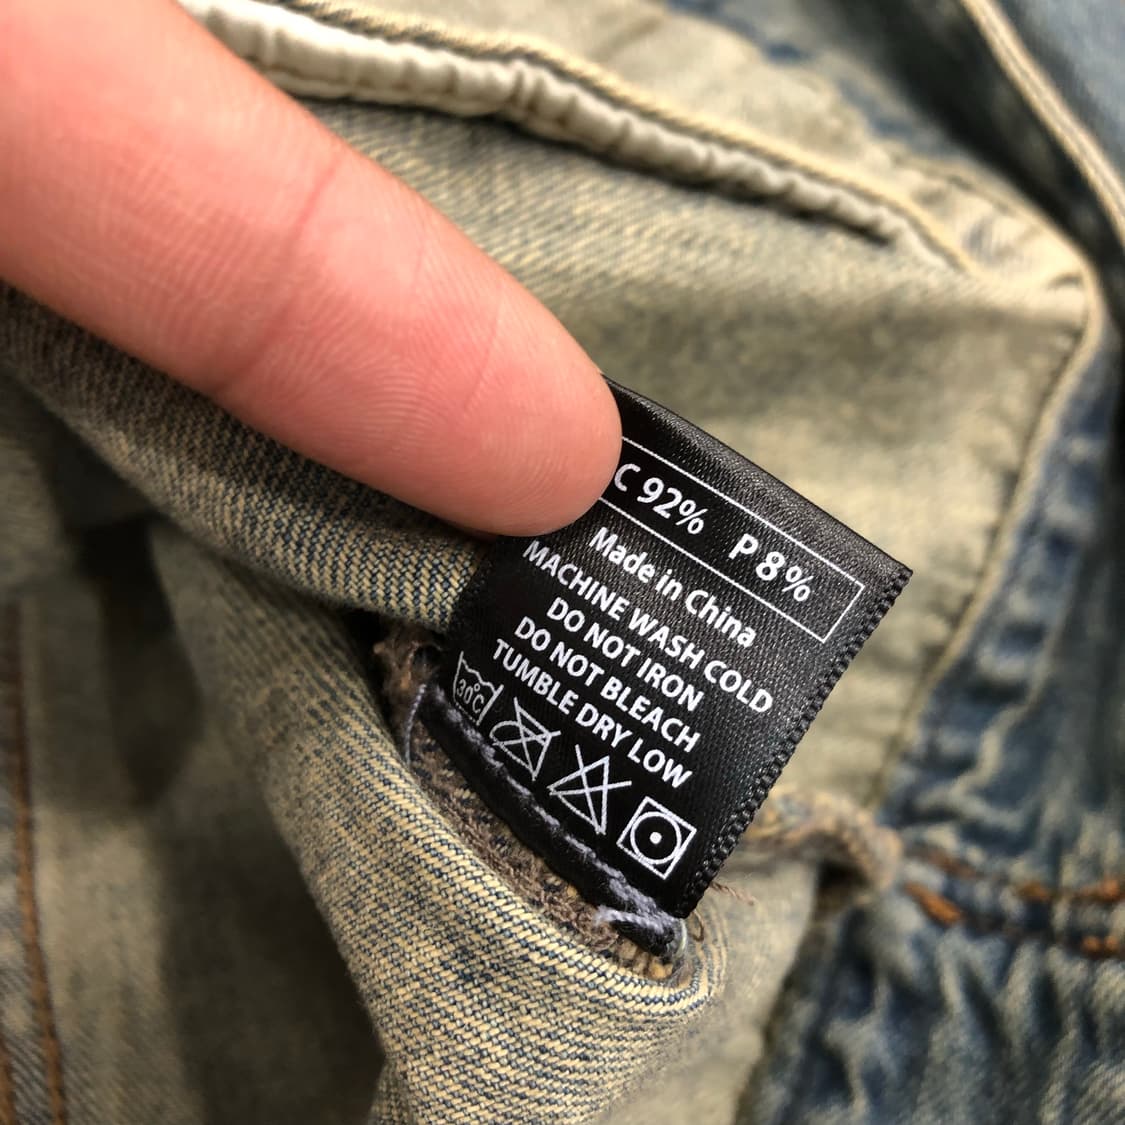 C 92% P 8%
Made in China
MACHINE WASH COLD
DO NOT IRON
DO NOT BLEACH
TUMBLE DRY LOW
30°C